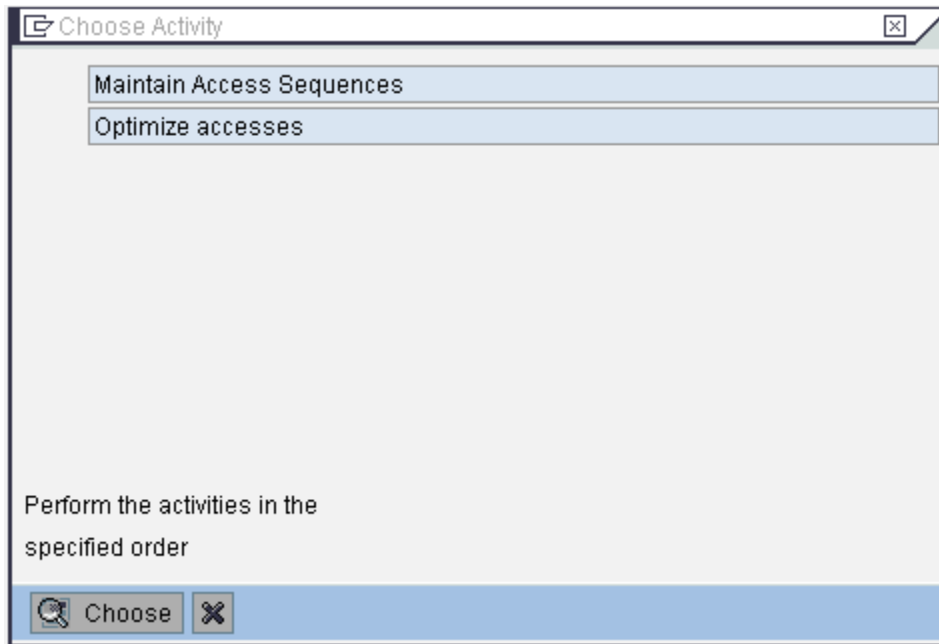 Choose Activity
Maintain Access Sequences
Optimize accesses
Perform the activities in the
specified order
Choose